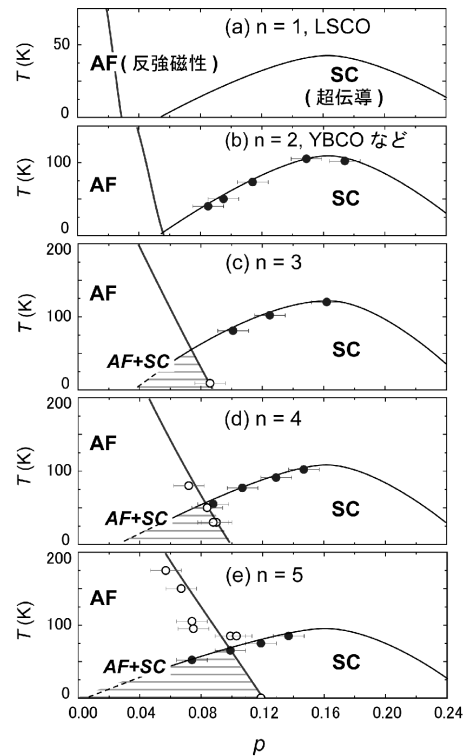 (a) n = 1, LSCO
AF ( 反強磁性 )
SC
( 超伝導 )
T (K)
50
0
(b) n = 2, YBCO など
AF
SC
T (K)
100
0
(c) n = 3
AF
AF+SC
SC
T (K)
200
100
0
(d) n = 4
AF
AF+SC
SC
T (K)
200
100
0
(e) n = 5
AF
AF+SC
SC
T (K)
200
100
0
0.00 0.04 0.08 0.12 0.16 0.20 0.24
p